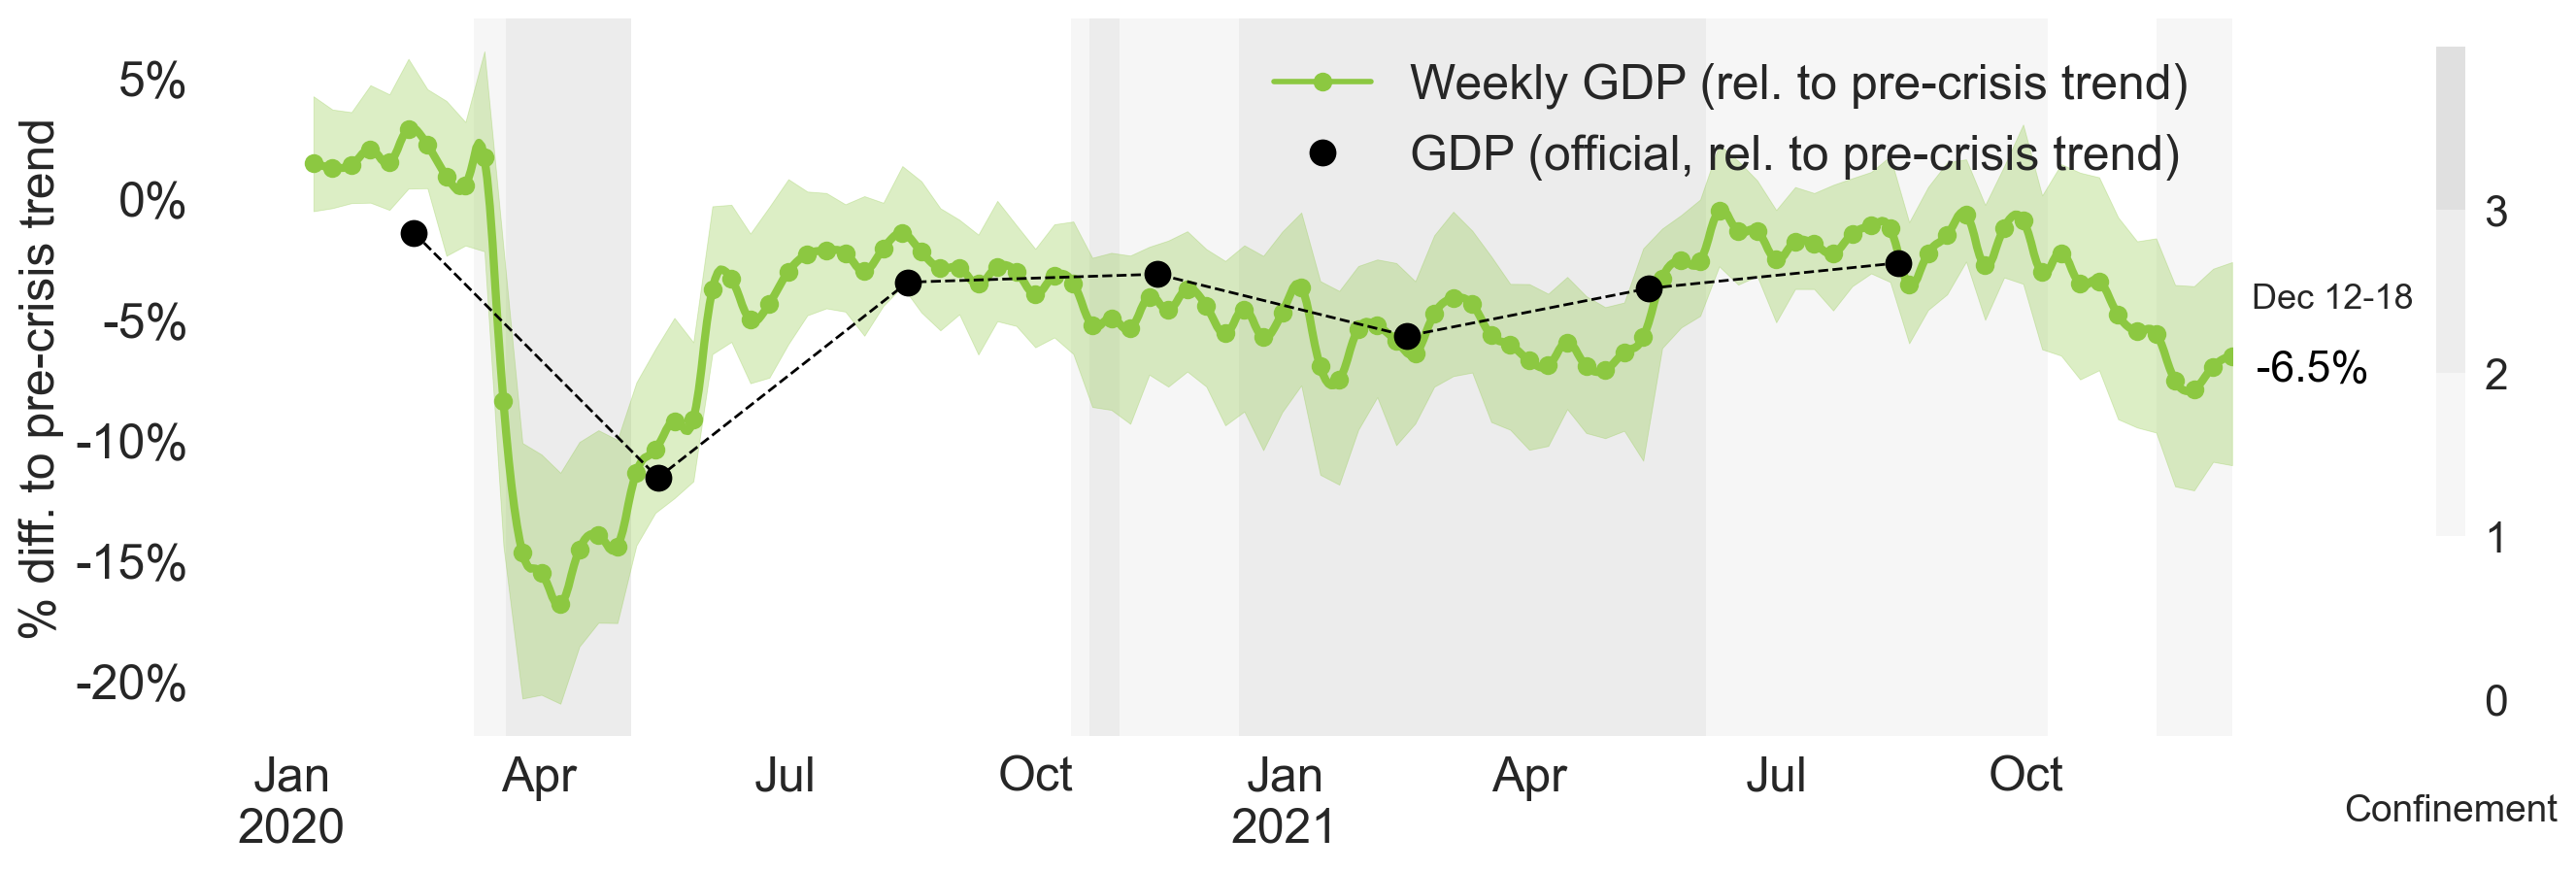 % diff. to pre-crisis trend
5%
0%
-5%
-10%
-15%
-20%
Weekly GDP (rel. to pre-crisis trend)
GDP (official, rel. to pre-crisis trend)
Dec 12-18
-6.5%
3
2
1
0
Confinement
Jan Apr Jul Oct Jan Apr Jul Oct
2020 2021